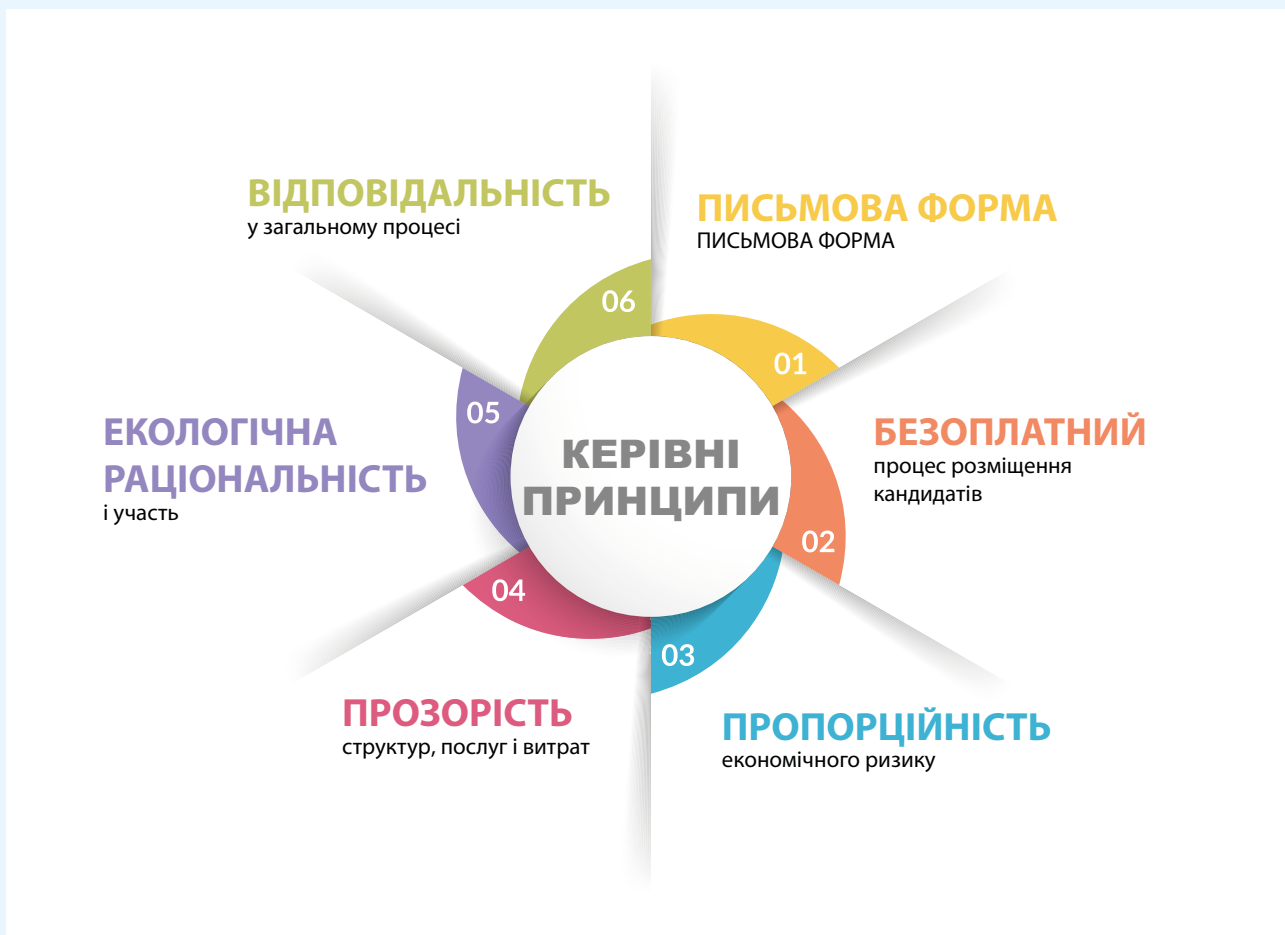 КЕРІВНІ
ПРИНЦИПИ
01
ПИСЬМОВА ФОРМА
ПИСЬМОВА ФОРМА
02
БЕЗОПЛАТНИЙ
процес розміщення
кандидатів
03
ПРОПОРЦІЙНІСТЬ
економічного ризику
04
ПРОЗОРІСТЬ
структур, послуг і витрат
05
ЕКОЛОГІЧНА
РАЦІОНАЛЬНІСТЬ
і участь
06
ВІДПОВІДАЛЬНІСТЬ
у загальному процесі